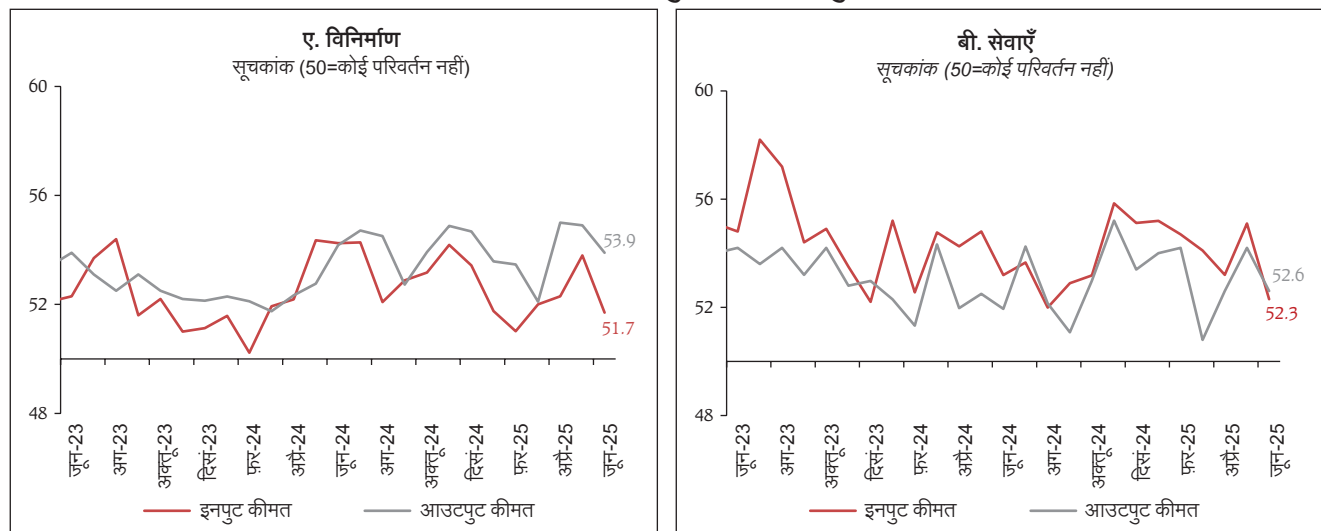 ए. विनिर्माण
सूचकांक (50=कोई परिवर्तन नहीं)
60
56
52
48
53.9
51.7
जून-23
अग-23
अक्तू-23
दिसं-23
फ़र-24
अप्रै-24
जून-24
अग-24
अक्तू-24
दिसं-24
फ़र-25
अप्रै-25
जून-25
इनपुट कीमत
आउटपुट कीमत
बी. सेवाएँ
सूचकांक (50=कोई परिवर्तन नहीं)
60
56
52
48
52.6
52.3
जून-23
अग-23
अक्तू-23
दिसं-23
फ़र-24
अप्रै-24
जून-24
अग-24
अक्तू-24
दिसं-24
फ़र-25
अप्रै-25
जून-25
इनपुट कीमत
आउटपुट कीमत